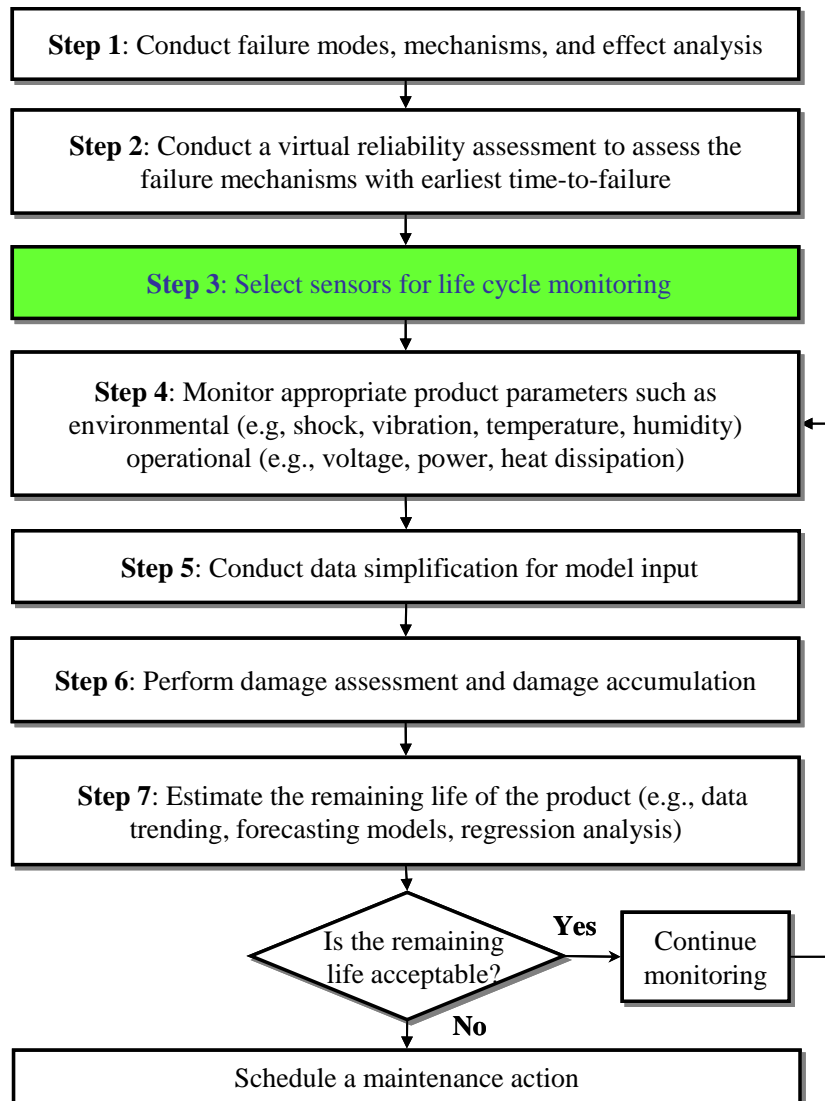 Step 1: Conduct failure modes, mechanisms, and effect analysis
Step 2: Conduct a virtual reliability assessment to assess the
failure mechanisms with earliest time-to-failure
Step 3: Select sensors for life cycle monitoring
Step 4: Monitor appropriate product parameters such as
environmental (e.g, shock, vibration, temperature, humidity)
operational (e.g., voltage, power, heat dissipation)
Step 5: Conduct data simplification for model input
Step 6: Perform damage assessment and damage accumulation
Step 7: Estimate the remaining life of the product (e.g., data
trending, forecasting models, regression analysis)
Is the remaining
life acceptable?
Yes
Continue
monitoring
No
Schedule a maintenance action